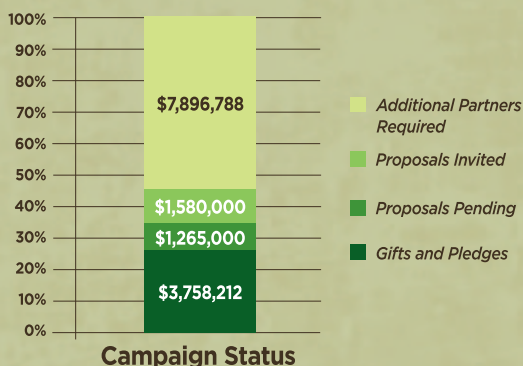 100%
90%
80%
70%
60%
50%
40%
30%
20%
10%
0%
$7,896,788
$1,580,000
$1,265,000
$3,758,212
Campaign Status
Additional Partners
Required
Proposals Invited
Proposals Pending
Gifts and Pledges